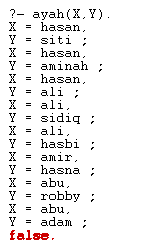 ?- ayah(X,Y).
X = hasan,
Y = siti ;
X = hasan,
Y = aminah ;
X = hasan,
Y = ali ;
X = ali,
Y = sidiq ;
X = ali,
Y = hasbi ;
X = amir,
Y = hasna ;
X = abu,
Y = robby ;
X = abu,
Y = adam ;
false.